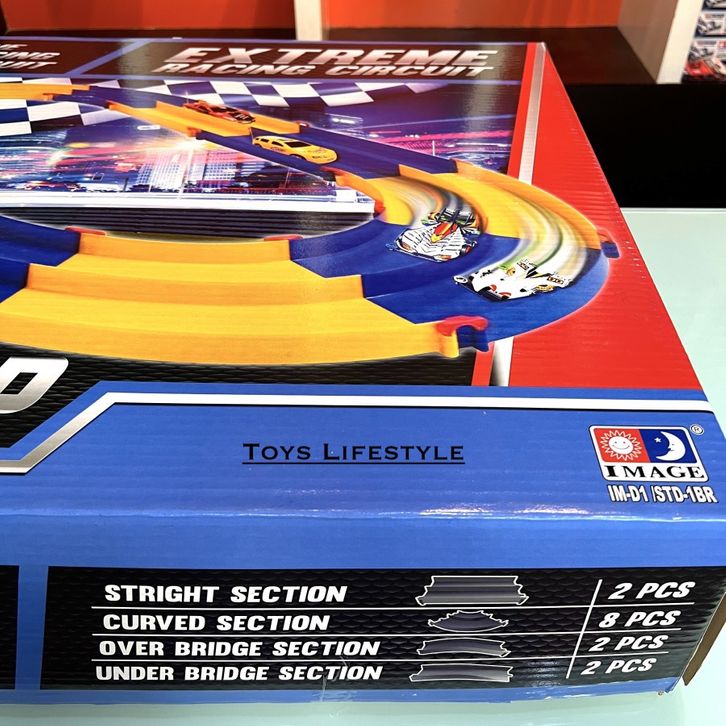 EXTREME
RACING CIRCUIT
TOYS LIFESTYLE
IMAGE
®
IM-D1 /STD-1BR
STRIGHT SECTION 2 PCS
CURVED SECTION 8 PCS
OVER BRIDGE SECTION 2 PCS
UNDER BRIDGE SECTION 2 PCS